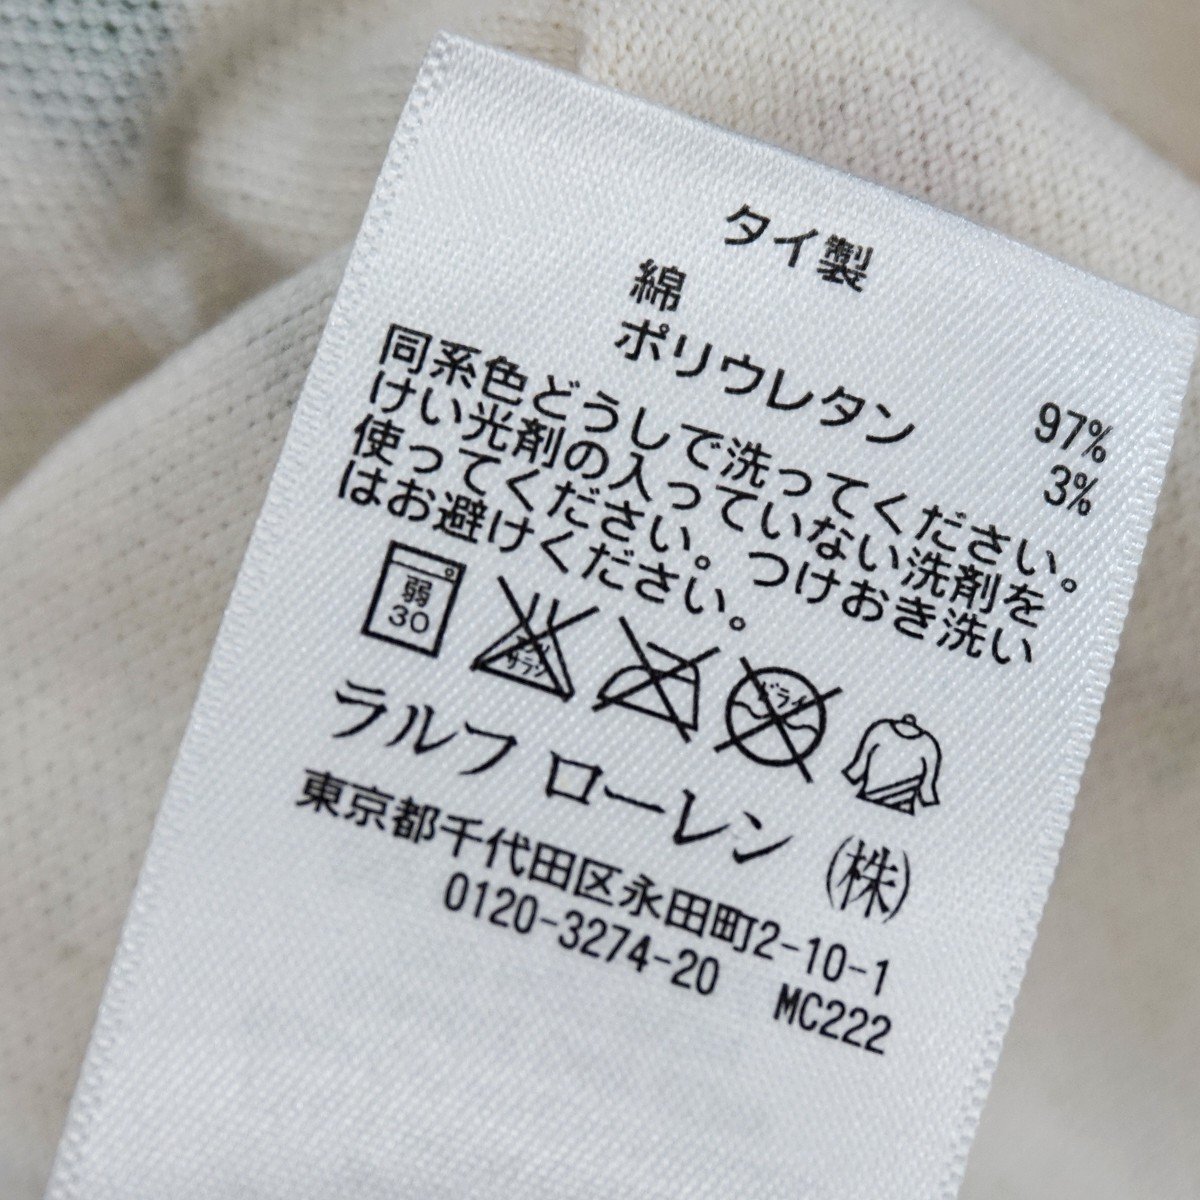 タイ製
綿 97%
ポリウレタン 3%
同系色どうしで洗ってください。
けい光剤の入っていない洗剤を
使ってください。つけおき洗い
はお避けください。
弱
30
エンソ
サラシ
ドライ
ラルフ ローレン (株)
東京都千代田区永田町2-10-1
0120-3274-20 MC222